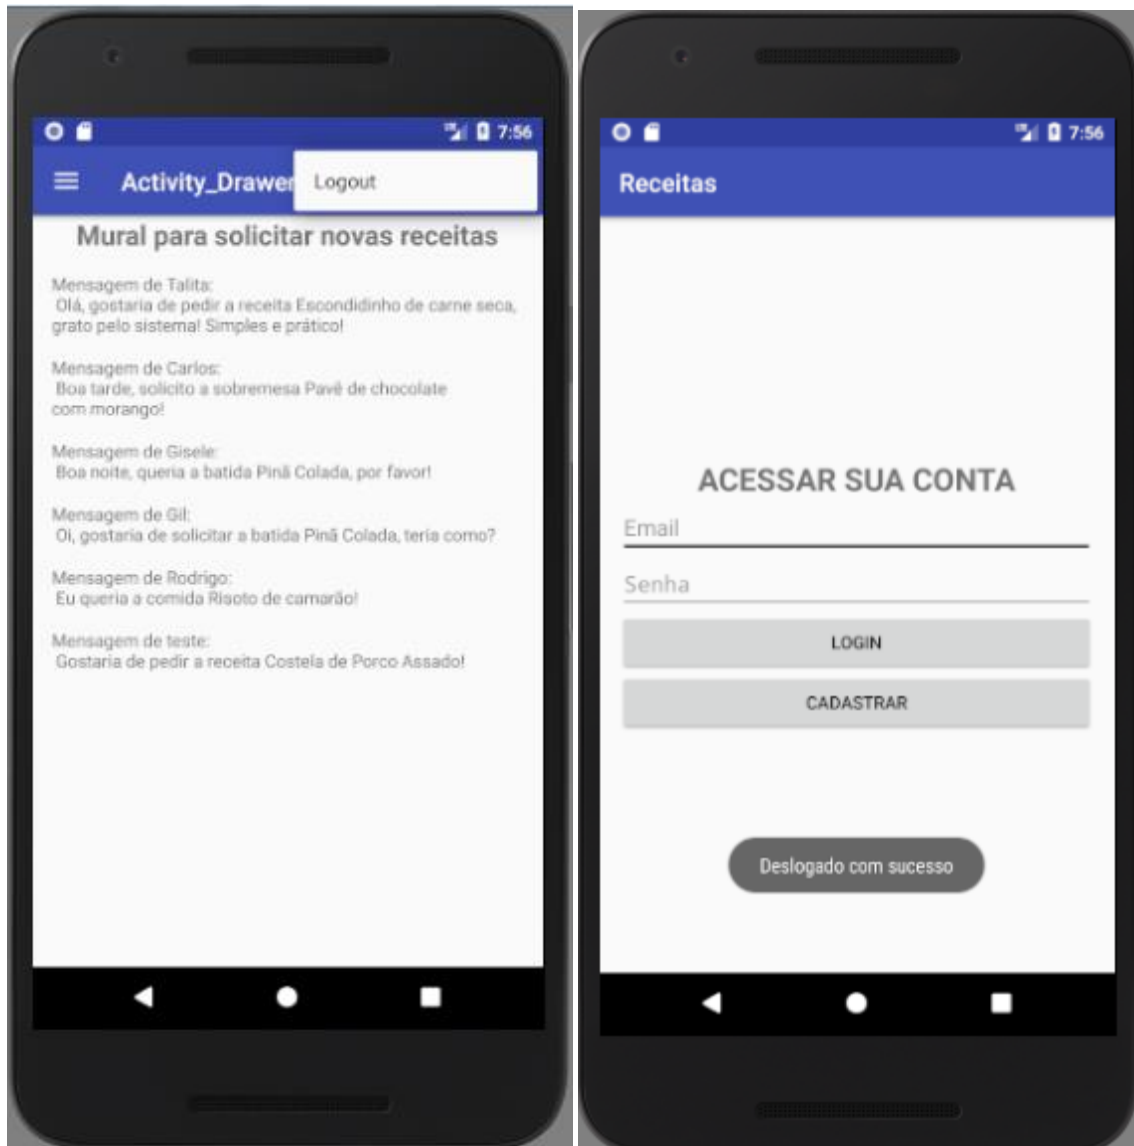 7:56
Activity_Drawer
Logout
Mural para solicitar novas receitas
Mensagem de Talita:
Olá, gostaria de pedir a receita Escondidinho de carne seca,
grato pelo sistema! Simples e prático!
Mensagem de Carlos:
Boa tarde, solicito a sobremesa Pavê de chocolate
com morango!
Mensagem de Gisele:
Boa noite, queria a batida Pinã Colada, por favor!
Mensagem de Gil:
Oi, gostaria de solicitar a batida Pinã Colada, teria como?
Mensagem de Rodrigo:
Eu queria a comida Risoto de camarão!
Mensagem de teste:
Gostaria de pedir a receita Costela de Porco Assado!
7:56
Receitas
ACESSAR SUA CONTA
Email
Senha
LOGIN
CADASTRAR
Deslogado com sucesso